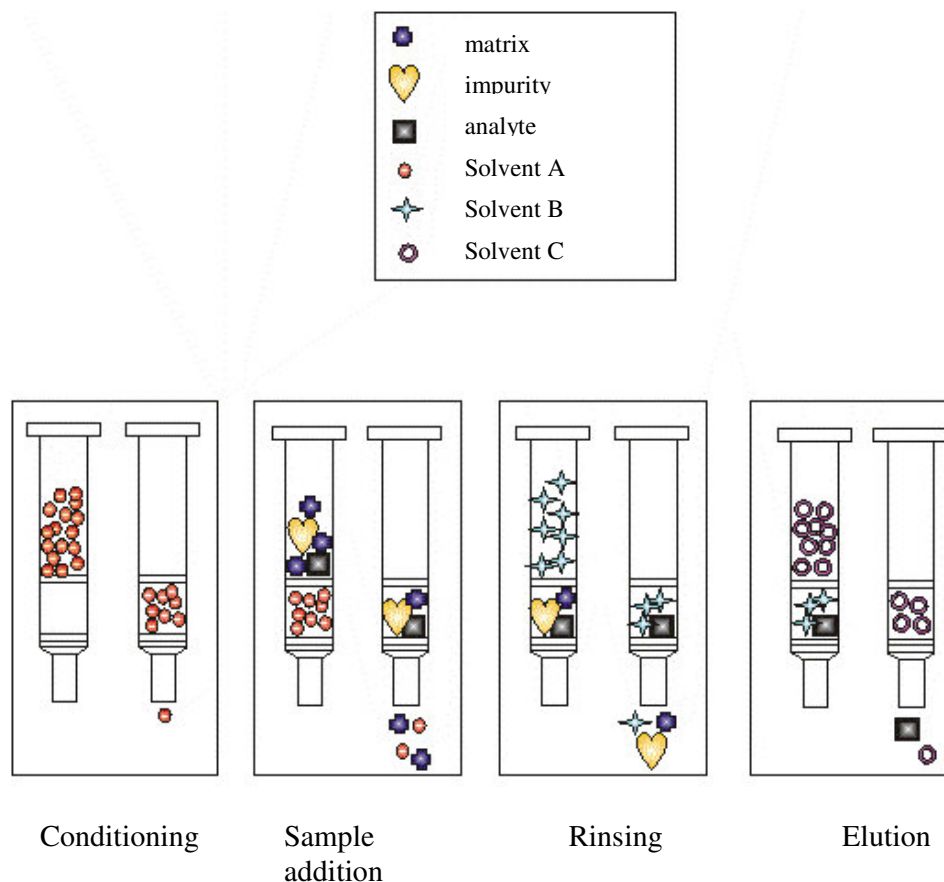 matrix
impurity
analyte
Solvent A
Solvent B
Solvent C
Conditioning
Sample
addition
Rinsing
Elution